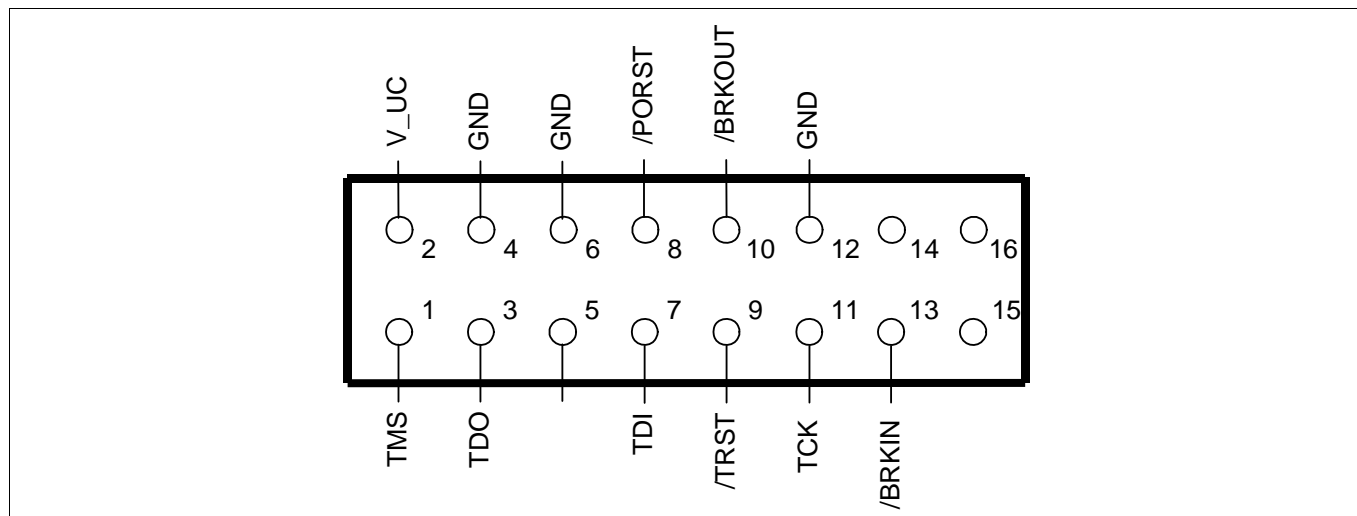 V_UC
GND
GND
/PORST
/BRKOUT
GND
2 4 6 8 10 12 14 16
1 3 5 7 9 11 13 15
TMS
TDO
TDI
/TRST
TCK
/BRKIN